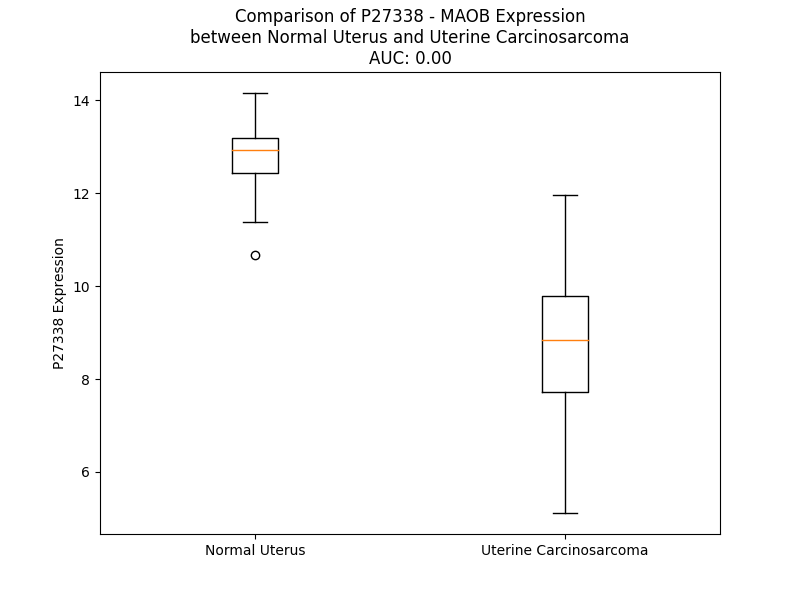 Comparison of P27338 - MAOB Expression
between Normal Uterus and Uterine Carcinosarcoma
AUC: 0.00
14
12
10
8
6
P27338 Expression
Normal Uterus
Uterine Carcinosarcoma